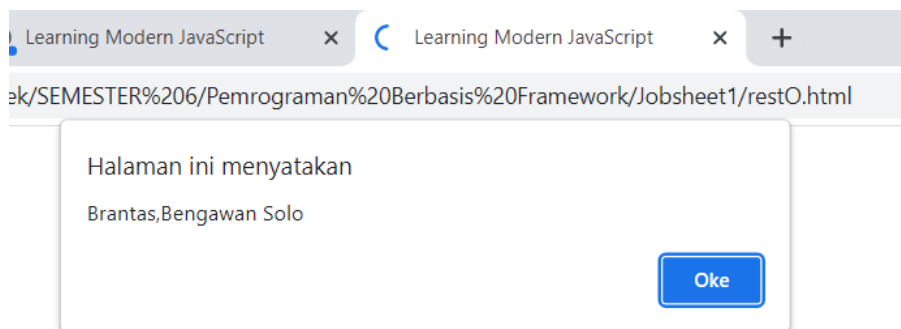 Learning Modern JavaScript
Learning Modern JavaScript
ek/SEMESTER%206/Pemrograman%20Berbasis%20Framework/Jobsheet1/restO.html
Halaman ini menyatakan
Brantas,Bengawan Solo
Oke